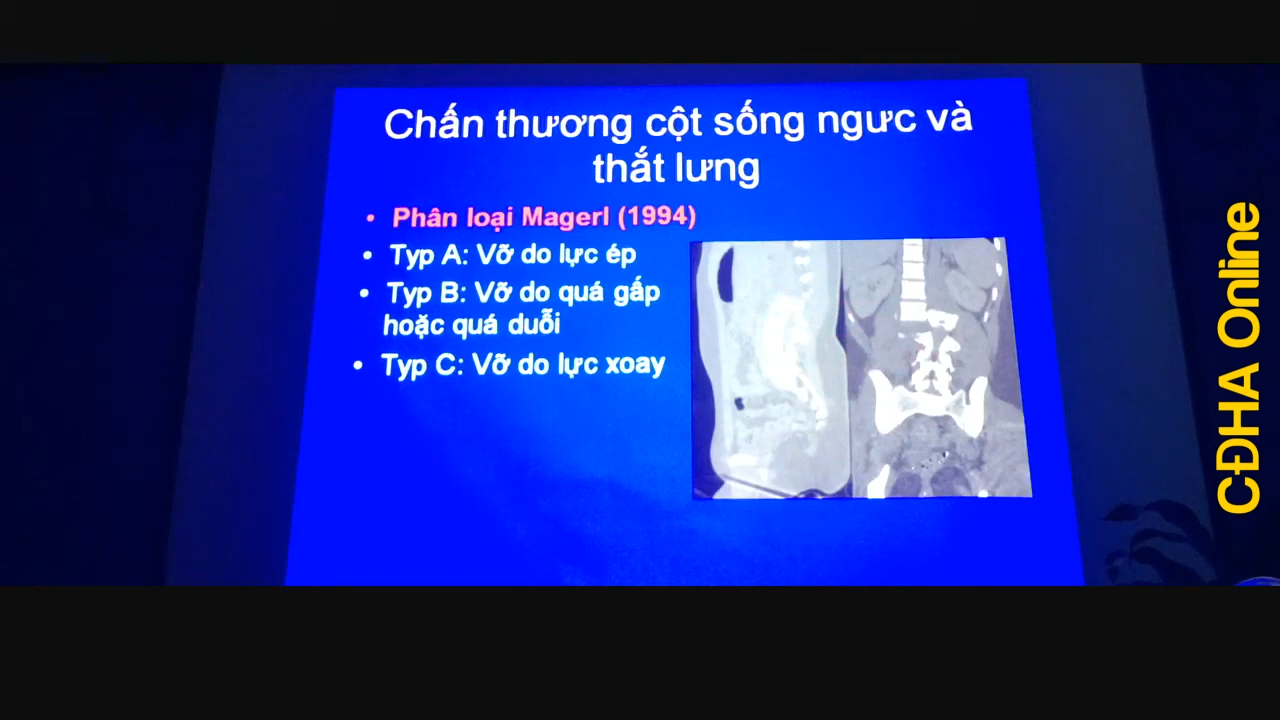 Chấn thương cột sống ngưc và
thắt lưng
• Phân loại Magerl (1994)
• Typ A: Vỡ do lực ép
• Typ B: Vỡ do quá gấp
hoặc quá duỗi
• Typ C: Vỡ do lực xoay
CĐHA Online